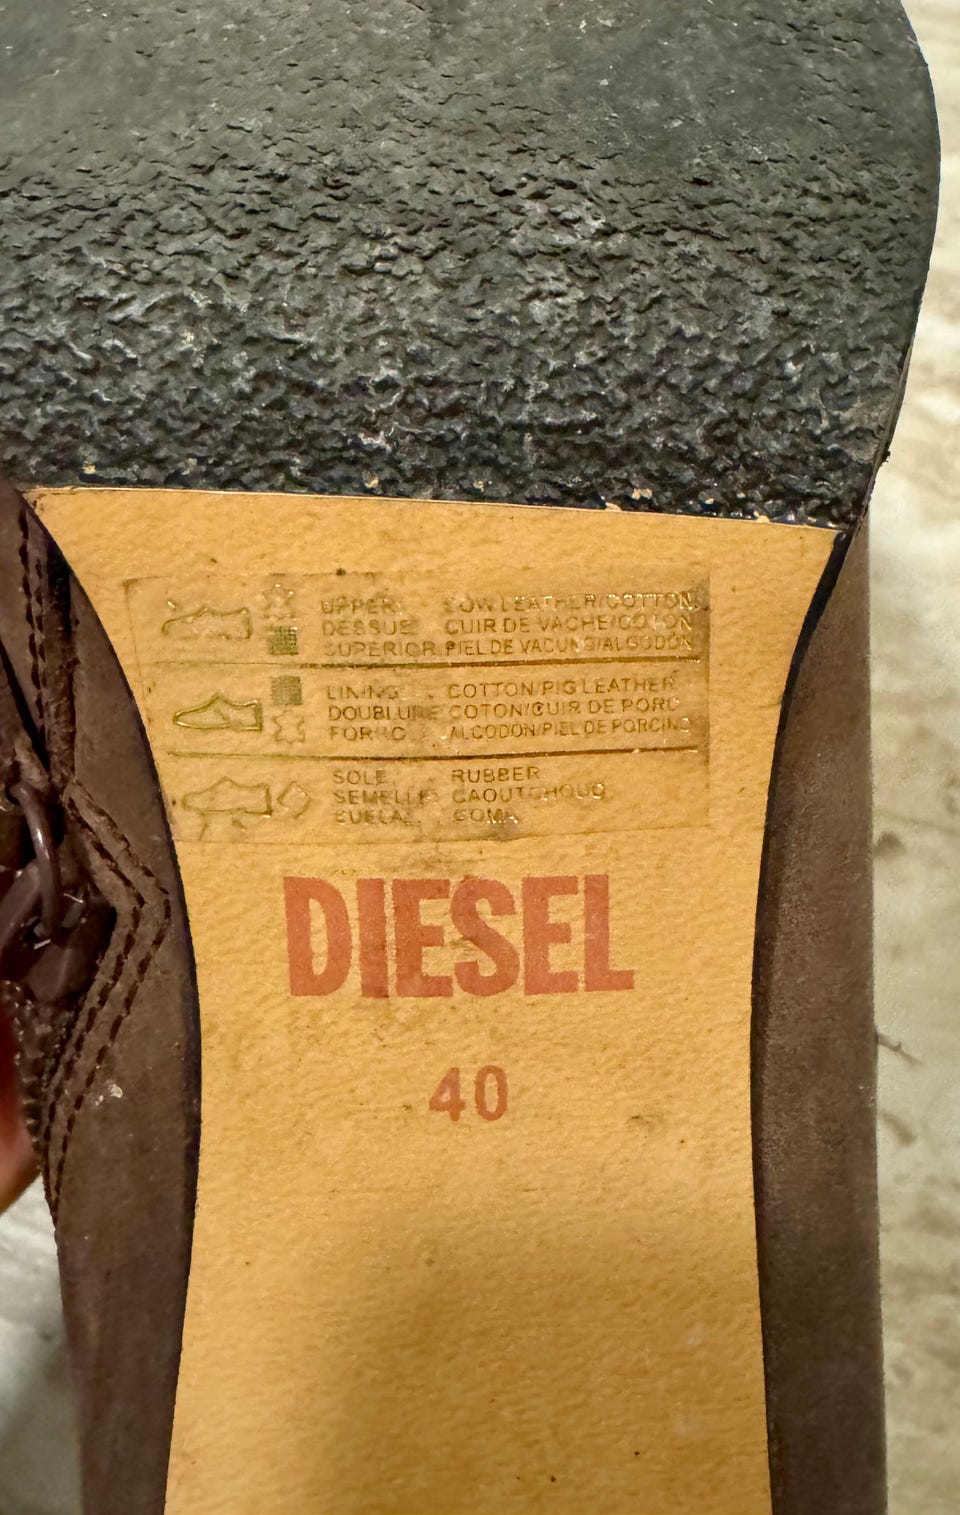 UPPER COW LEATHER/COTTON
DESSUS CUIR DE VACHE/COTON
SUPERIOR PIEL DE VACUNO/ALGODÓN
LINING COTTON/PIG LEATHER
DOUBLURE COTON/CUIR DE PORC
FORRO ALGODON/PIEL DE PORCINO
SOLE RUBBER
SEMELLE CAOUTCHOUC
SUELA GOMA
DIESEL
40